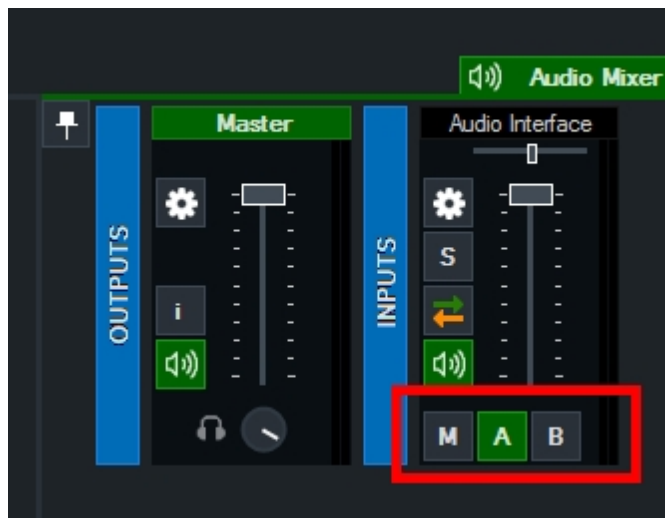 Audio Mixer
Master
Audio Interface
OUTPUTS
INPUTS
S
i
M A B